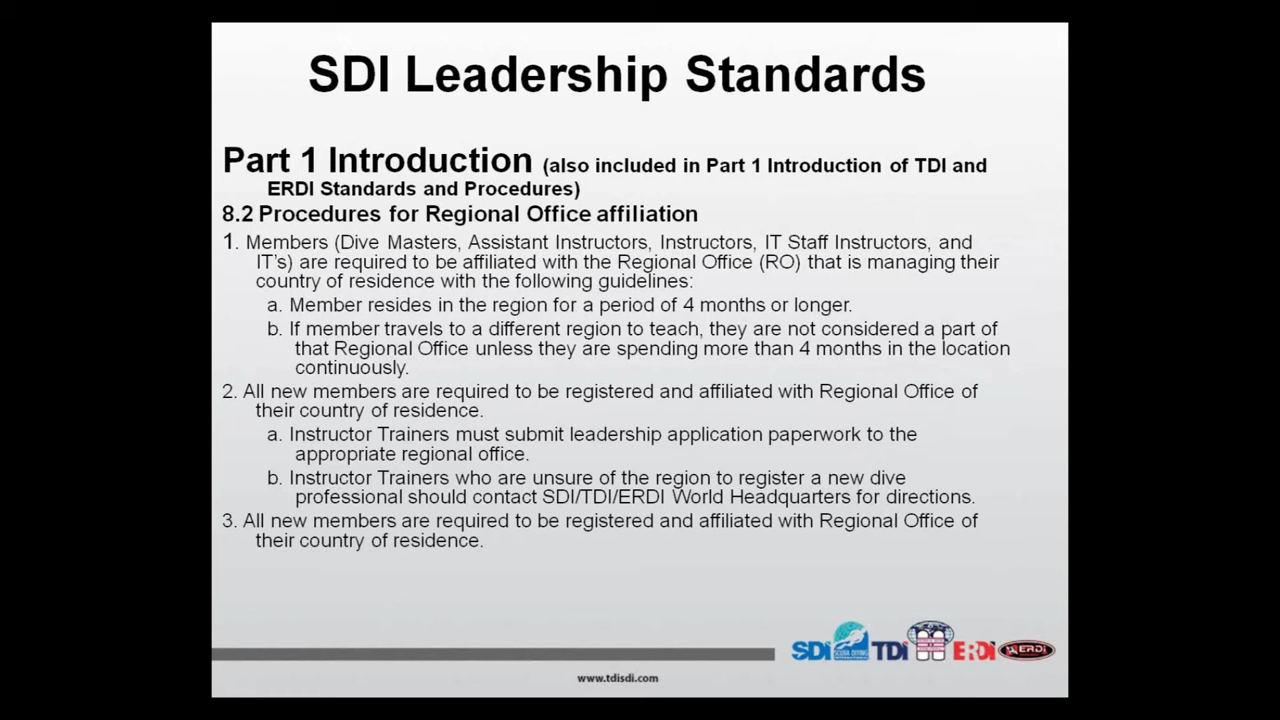 SDI Leadership Standards
Part 1 Introduction (also included in Part 1 Introduction of TDI and
ERDI Standards and Procedures)
8.2 Procedures for Regional Office affiliation
1. Members (Dive Masters, Assistant Instructors, Instructors, IT Staff Instructors, and
IT's) are required to be affiliated with the Regional Office (RO) that is managing their
country of residence with the following guidelines:
a. Member resides in the region for a period of 4 months or longer.
b. If member travels to a different region to teach, they are not considered a part of
that Regional Office unless they are spending more than 4 months in the location
continuously.
2. All new members are required to be registered and affiliated with Regional Office of
their country of residence.
a. Instructor Trainers must submit leadership application paperwork to the
appropriate regional office.
b. Instructor Trainers who are unsure of the region to register a new dive
professional should contact SDI/TDI/ERDI World Headquarters for directions.
3. All new members are required to be registered and affiliated with Regional Office of
their country of residence.
SDI TDI ERDI ERDI
www.tdisdi.com